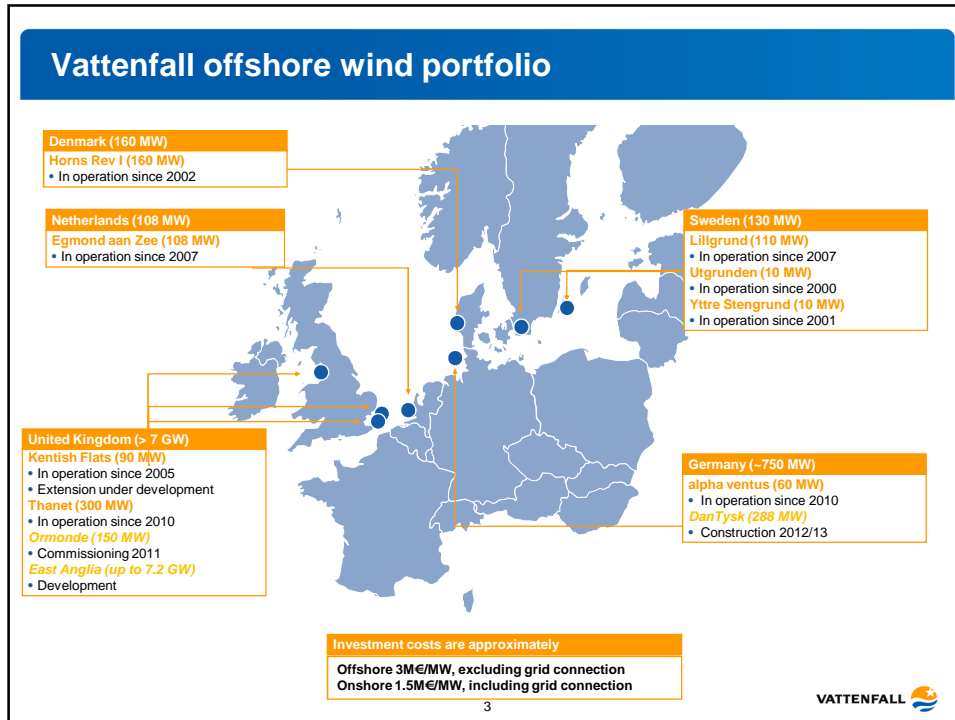 Vattenfall offshore wind portfolio
Denmark (160 MW)
Horns Rev I (160 MW)
• In operation since 2002
Netherlands (108 MW)
Egmond aan Zee (108 MW)
• In operation since 2007
Sweden (130 MW)
Lillgrund (110 MW)
• In operation since 2007
Utgrunden (10 MW)
• In operation since 2000
Yttre Stengrund (10 MW)
• In operation since 2001
United Kingdom (> 7 GW)
Kentish Flats (90 MW)
• In operation since 2005
• Extension under development
Thanet (300 MW)
• In operation since 2010
Ormonde (150 MW)
• Commissioning 2011
East Anglia (up to 7.2 GW)
• Development
Germany (~750 MW)
alpha ventus (60 MW)
• In operation since 2010
DanTysk (288 MW)
• Construction 2012/13
Investment costs are approximately
Offshore 3M€/MW, excluding grid connection
Onshore 1.5M€/MW, including grid connection
3
VATTENFALL